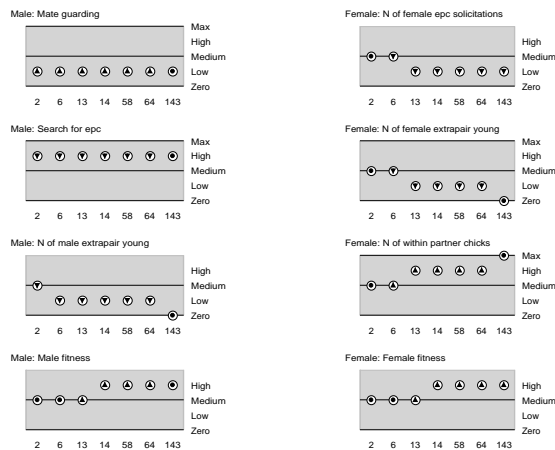 Male: Mate guarding
Max
High
Medium
Low
Zero
2 6 13 14 58 64 143
Female: N of female epc solicitations
Max
High
Medium
Low
Zero
2 6 13 14 58 64 143
Male: Search for epc
Max
High
Medium
Low
Zero
2 6 13 14 58 64 143
Female: N of female extrapair young
Max
High
Medium
Low
Zero
2 6 13 14 58 64 143
Male: N of male extrapair young
High
Medium
Low
Zero
2 6 13 14 58 64 143
Female: N of within partner chicks
Max
High
Medium
Low
Zero
2 6 13 14 58 64 143
Male: Male fitness
High
Medium
Low
Zero
2 6 13 14 58 64 143
Female: Female fitness
High
Medium
Low
Zero
2 6 13 14 58 64 143